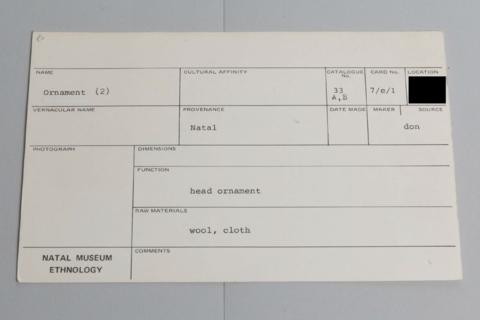 NAME
Ornament (2)
CULTURAL AFFINITY
CATALOGUE No.
33
A,B
CARD No.
7/e/1
LOCATION
VERNACULAR NAME
PROVENANCE
Natal
DATE MADE
MAKER
SOURCE
don
PHOTOGRAPH
DIMENSIONS
FUNCTION
head ornament
RAW MATERIALS
wool, cloth
NATAL MUSEUM
ETHNOLOGY
COMMENTS